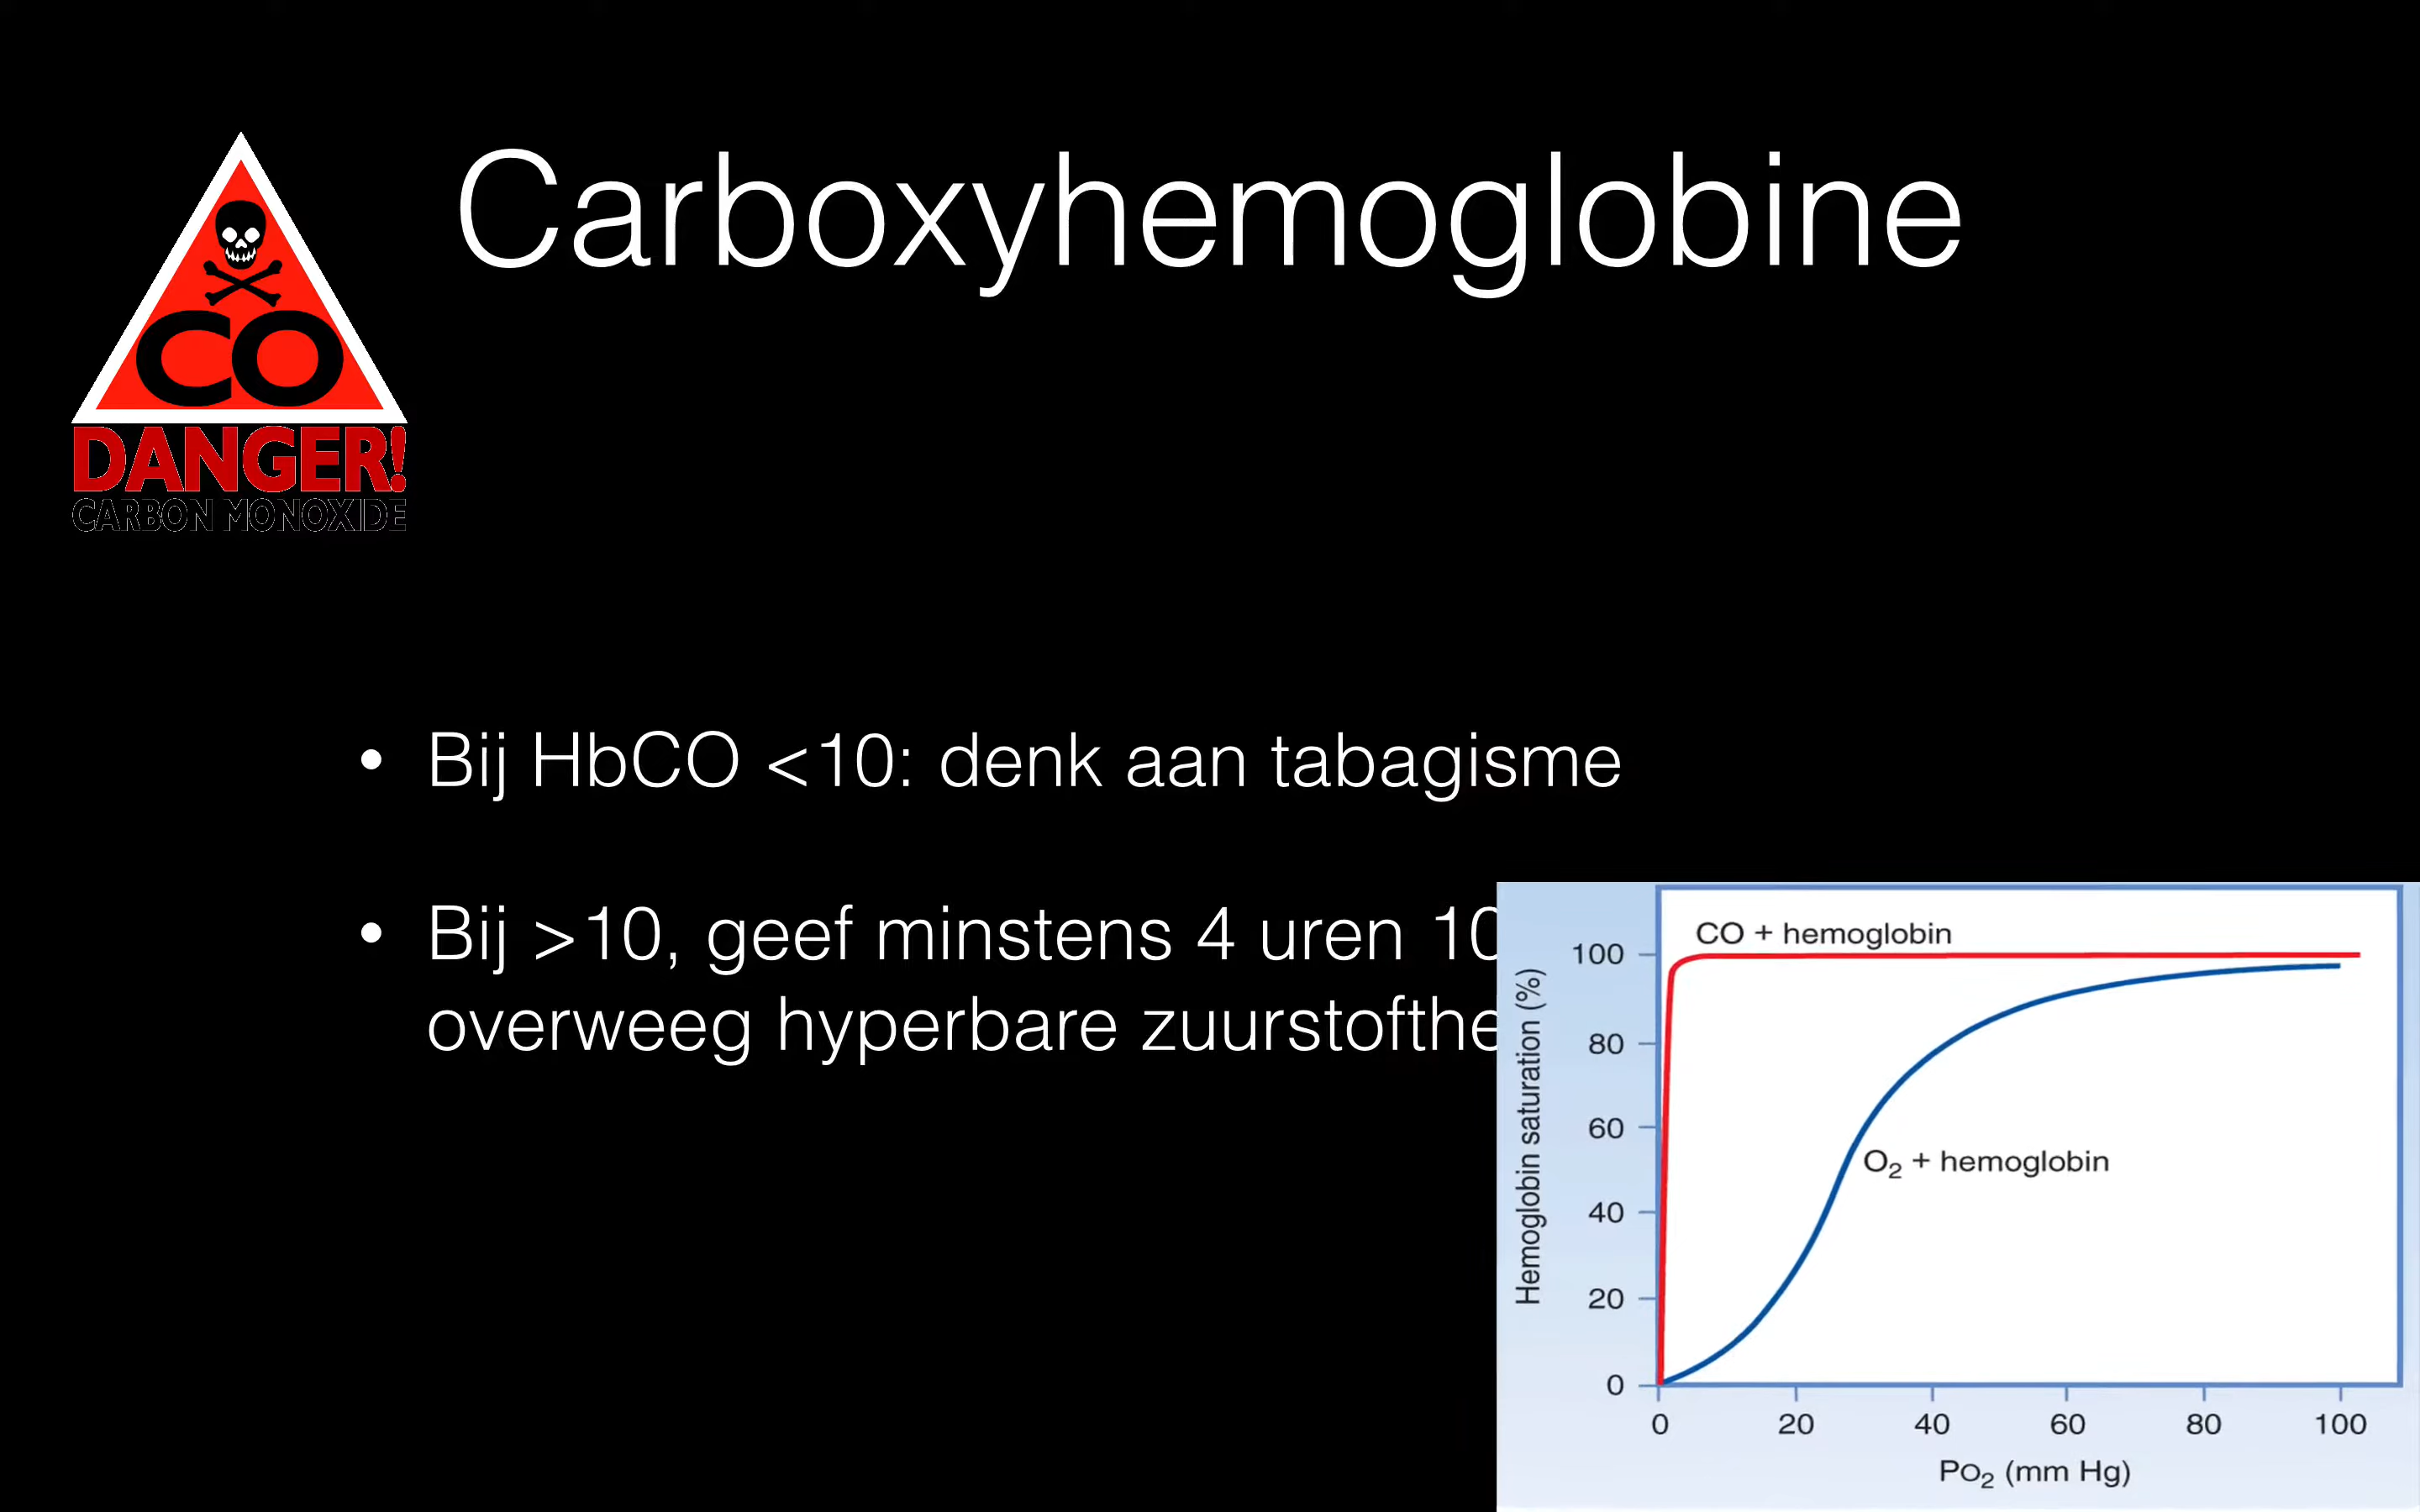 Carboxyhemoglobine
CO
DANGER!
CARBON MONOXIDE
• Bij HbCO <10: denk aan tabagisme
• Bij >10, geef minstens 4 uren
overweeg hyperbare
CO + hemoglobin
O₂ + hemoglobin
Hemoglobin saturation (%)
100
80
60
40
20
0
0 20 40 60 80 100
PO₂ (mm Hg)